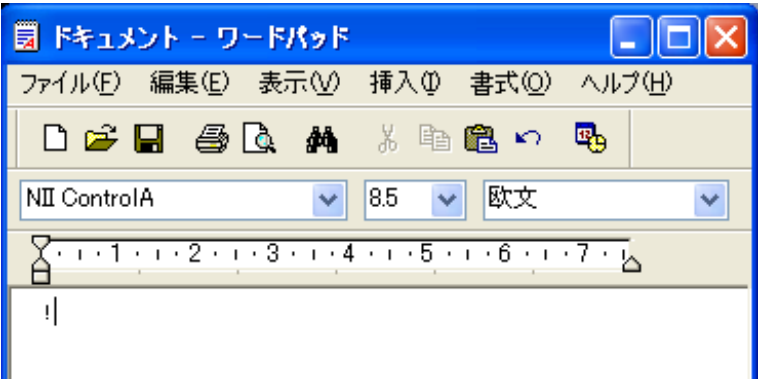 ドキュメント - ワードパッド
ファイル(F) 編集(E) 表示(V) 挿入(I) 書式(O) ヘルプ(H)
12
NII ControlA 8.5 欧文
1 2 3 4 5 6 7
!